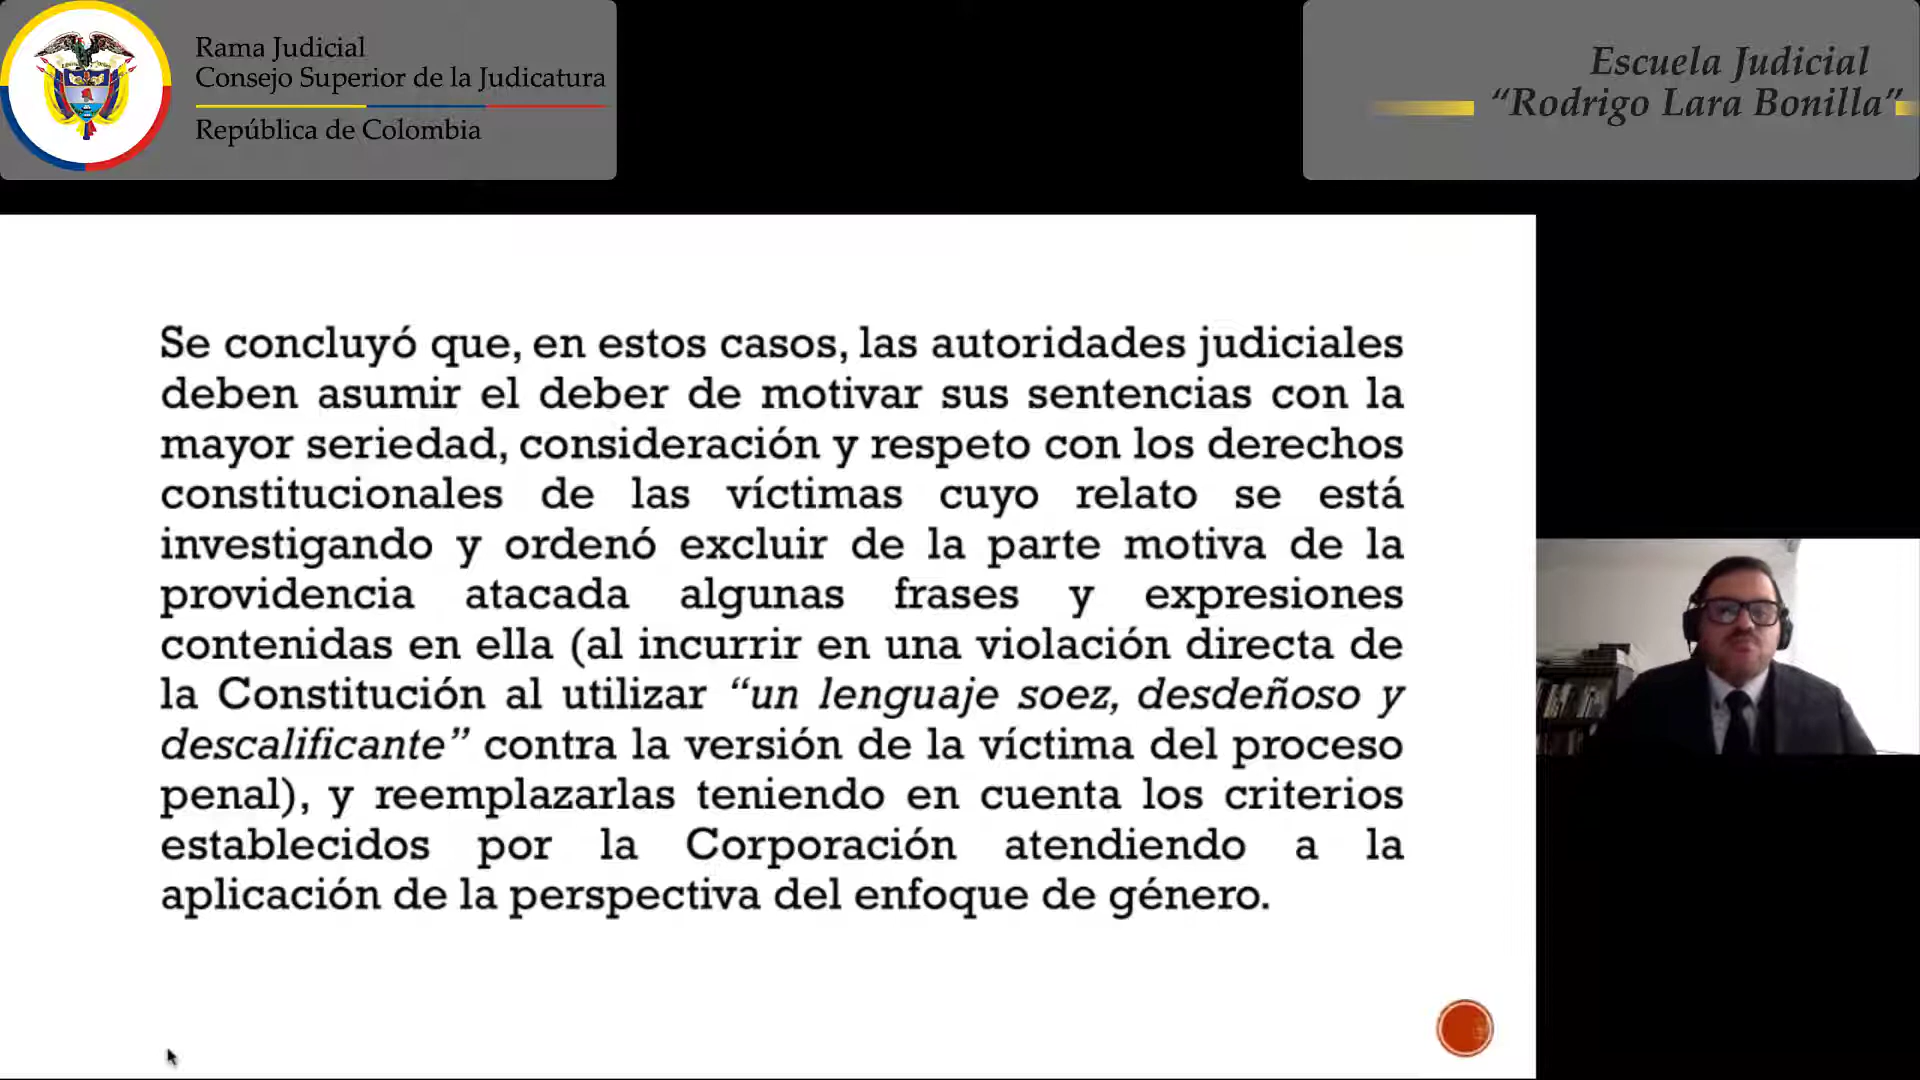 Rama Judicial
Consejo Superior de la Judicatura
República de Colombia
Escuela Judicial
“Rodrigo Lara Bonilla”
Se concluyó que, en estos casos, las autoridades judiciales
deben asumir el deber de motivar sus sentencias con la
mayor seriedad, consideración y respeto con los derechos
constitucionales de las víctimas cuyo relato se está
investigando y ordenó excluir de la parte motiva de la
providencia atacada algunas frases y expresiones
contenidas en ella (al incurrir en una violación directa de
la Constitución al utilizar “un lenguaje soez, desdeñoso y
descalificante” contra la versión de la víctima del proceso
penal), y reemplazarlas teniendo en cuenta los criterios
establecidos por la Corporación atendiendo a la
aplicación de la perspectiva del enfoque de género.